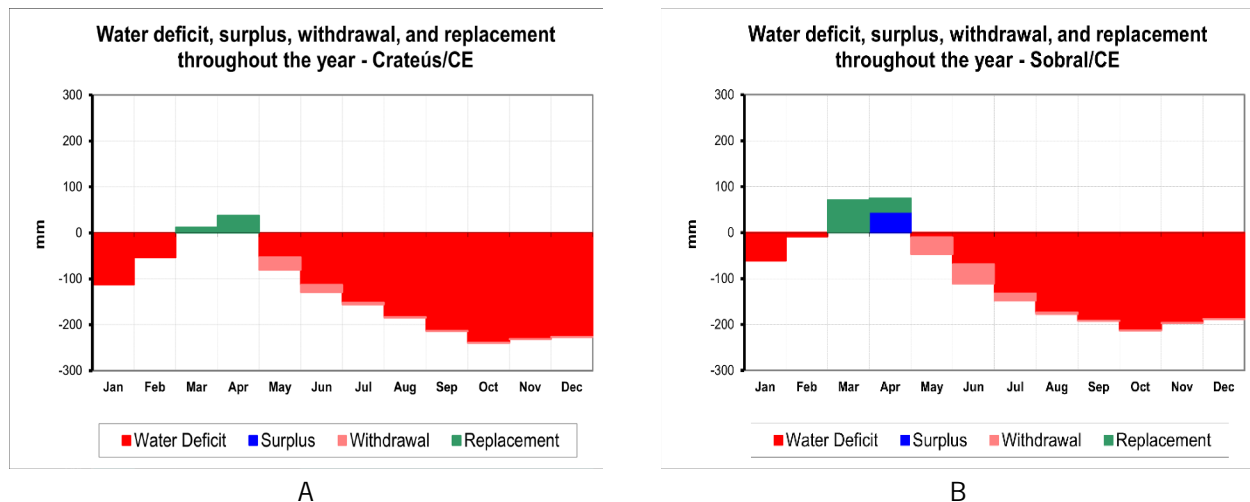 Water deficit, surplus, withdrawal, and replacement
throughout the year - Crateús/CE
300
200
100
0
-100
-200
-300
mm
Jan Feb Mar Apr May Jun Jul Aug Sep Oct Nov Dec
Water Deficit Surplus Withdrawal Replacement
A
Water deficit, surplus, withdrawal, and replacement
throughout the year - Sobral/CE
300
200
100
0
-100
-200
-300
mm
Jan Feb Mar Apr May Jun Jul Aug Sep Oct Nov Dec
Water Deficit Surplus Withdrawal Replacement
B